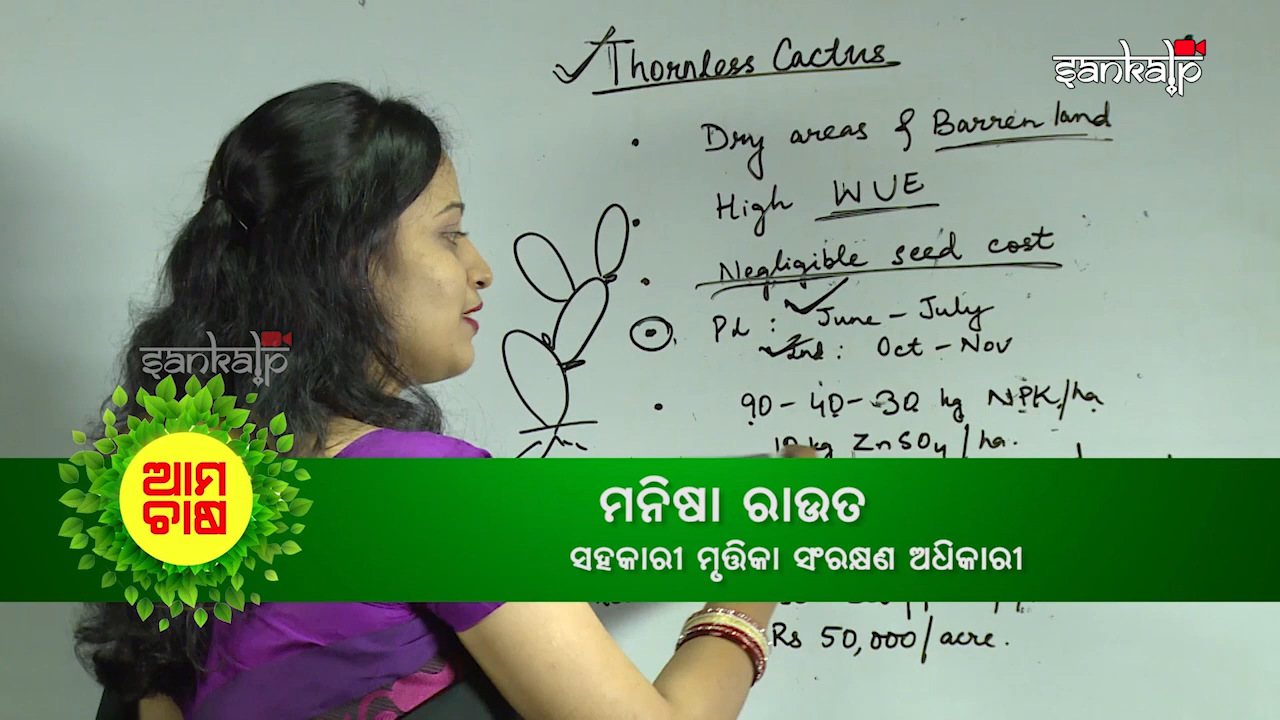 Thornless Cactus
sankalp
Dry areas & Barren land
High WUE
Negligible seed cost
Pd : June - July
Ind : Oct - Nov
sankalp
90 - 40 - 30 kg NPK/ha
10 kg ZnSO4/ha.
ଆମ
ଚାଷ
ମନିଷା ରାଉତ
ସହକାରୀ ମୃତ୍ତିକା ସଂରକ୍ଷଣ ଅଧିକାରୀ
Rs 50,000/acre.